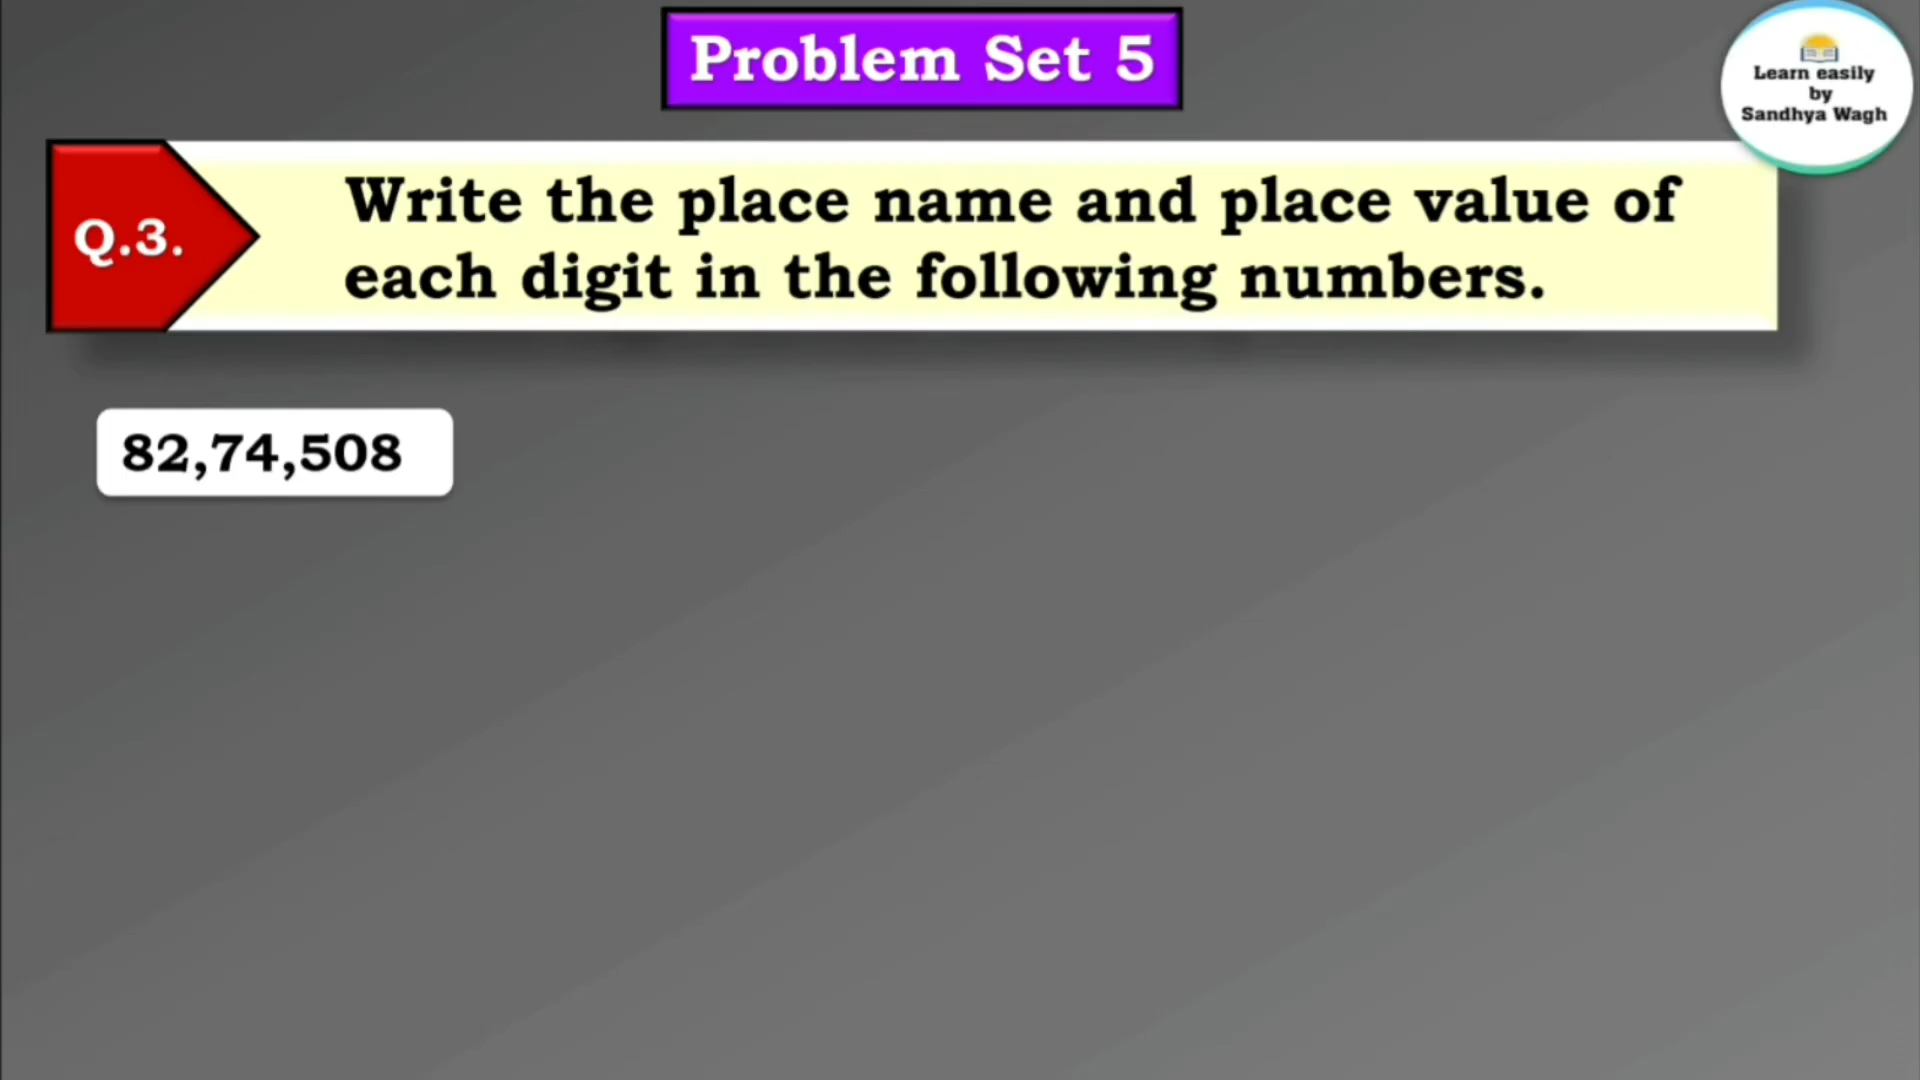 Problem Set 5
Learn easily
by
Sandhya Wagh
Q.3.
Write the place name and place value of
each digit in the following numbers.
82,74,508